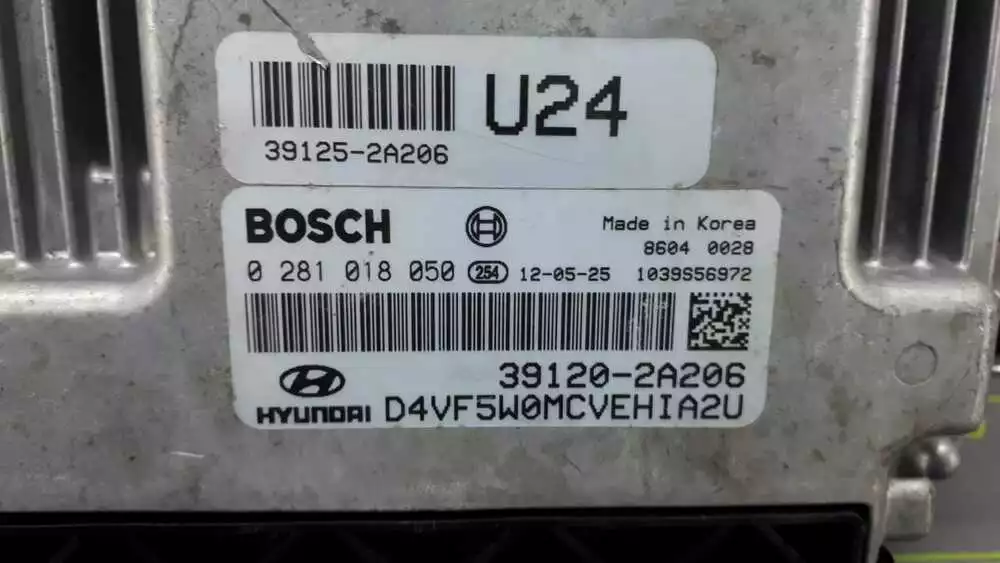 U24
39125-2A206
BOSCH
Made in Korea
8604 0028
0 281 018 050 254 12-05-25 1039S56972
39120-2A206
HYUNDAI D4VF5W0MCVEHIA2U